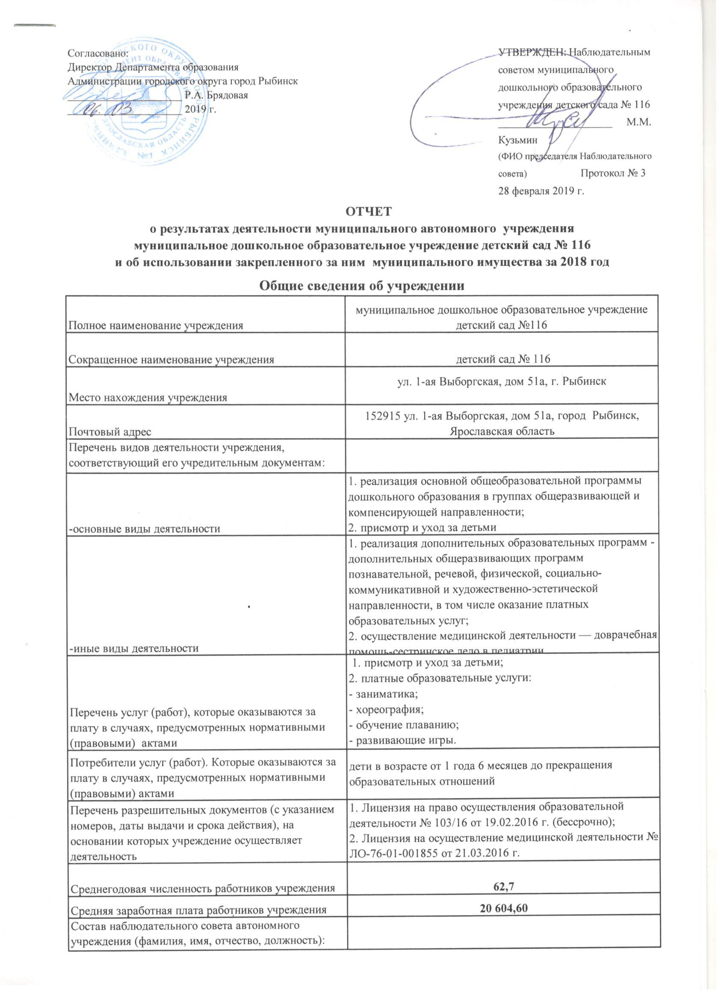 Согласовано:
Директор Департамента образования
Администрации городского округа город Рыбинск
Р.А. Брядовая
06. 03 2019 г.
УТВЕРЖДЕН: Наблюдательным
советом муниципального
дошкольного образовательного
учреждения детского сада № 116
М.М.
Кузьмин
(ФИО председателя Наблюдательного
совета) Протокол № 3
28 февраля 2019 г.
ОТЧЕТ
о результатах деятельности муниципального автономного учреждения
муниципальное дошкольное образовательное учреждение детский сад № 116
и об использовании закрепленного за ним муниципального имущества за 2018 год
Общие сведения об учреждении
муниципальное дошкольное образовательное учреждение
Полное наименование учреждения детский сад №116
Сокращенное наименование учреждения детский сад № 116
ул. 1-ая Выборгская, дом 51а, г. Рыбинск
Место нахождения учреждения
152915 ул. 1-ая Выборгская, дом 51а, город Рыбинск,
Почтовый адрес Ярославская область
Перечень видов деятельности учреждения,
соответствующий его учредительным документам:
1. реализация основной общеобразовательной программы
дошкольного образования в группах общеразвивающей и
компенсирующей направленности;
-основные виды деятельности 2. присмотр и уход за детьми
1. реализация дополнительных образовательных программ -
дополнительных общеразвивающих программ
познавательной, речевой, физической, социально-
коммуникативной и художественно-эстетической
направленности, в том числе оказание платных
образовательных услуг;
2. осуществление медицинской деятельности — доврачебная
-иные виды деятельности помощь-сестринское дело в педиатрии
1. присмотр и уход за детьми;
2. платные образовательные услуги:
- заниматика;
- хореография;
- обучение плаванию;
- развивающие игры.
Перечень услуг (работ), которые оказываются за
плату в случаях, предусмотренных нормативными
(правовыми) актами
Потребители услуг (работ). Которые оказываются за
плату в случаях, предусмотренных нормативными
(правовыми) актами
дети в возрасте от 1 года 6 месяцев до прекращения
образовательных отношений
Перечень разрешительных документов (с указанием
номеров, даты выдачи и срока действия), на
основании которых учреждение осуществляет
деятельность
1. Лицензия на право осуществления образовательной
деятельности № 103/16 от 19.02.2016 г. (бессрочно);
2. Лицензия на осуществление медицинской деятельности №
ЛО-76-01-001855 от 21.03.2016 г.
Среднегодовая численность работников учреждения 62,7
Средняя заработная плата работников учреждения 20 604,60
Состав наблюдательного совета автономного
учреждения (фамилия, имя, отчество, должность):